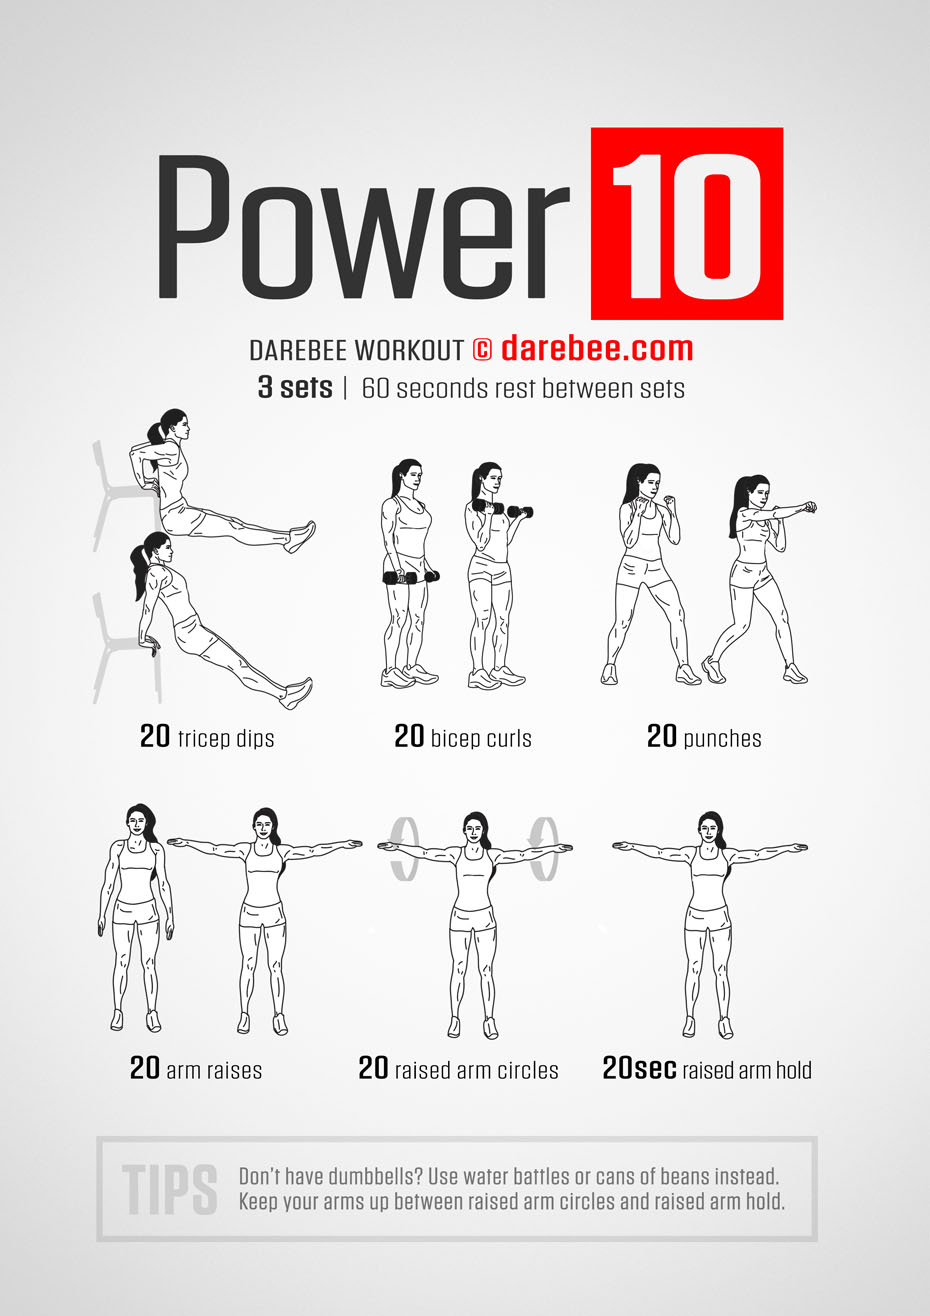 Power 10
DAREBEE WORKOUT © darebee.com
3 sets | 60 seconds rest between sets
20 tricep dips
20 bicep curls
20 punches
20 arm raises
20 raised arm circles
20sec raised arm hold
TIPS
Don't have dumbbells? Use water battles or cans of beans instead.
Keep your arms up between raised arm circles and raised arm hold.